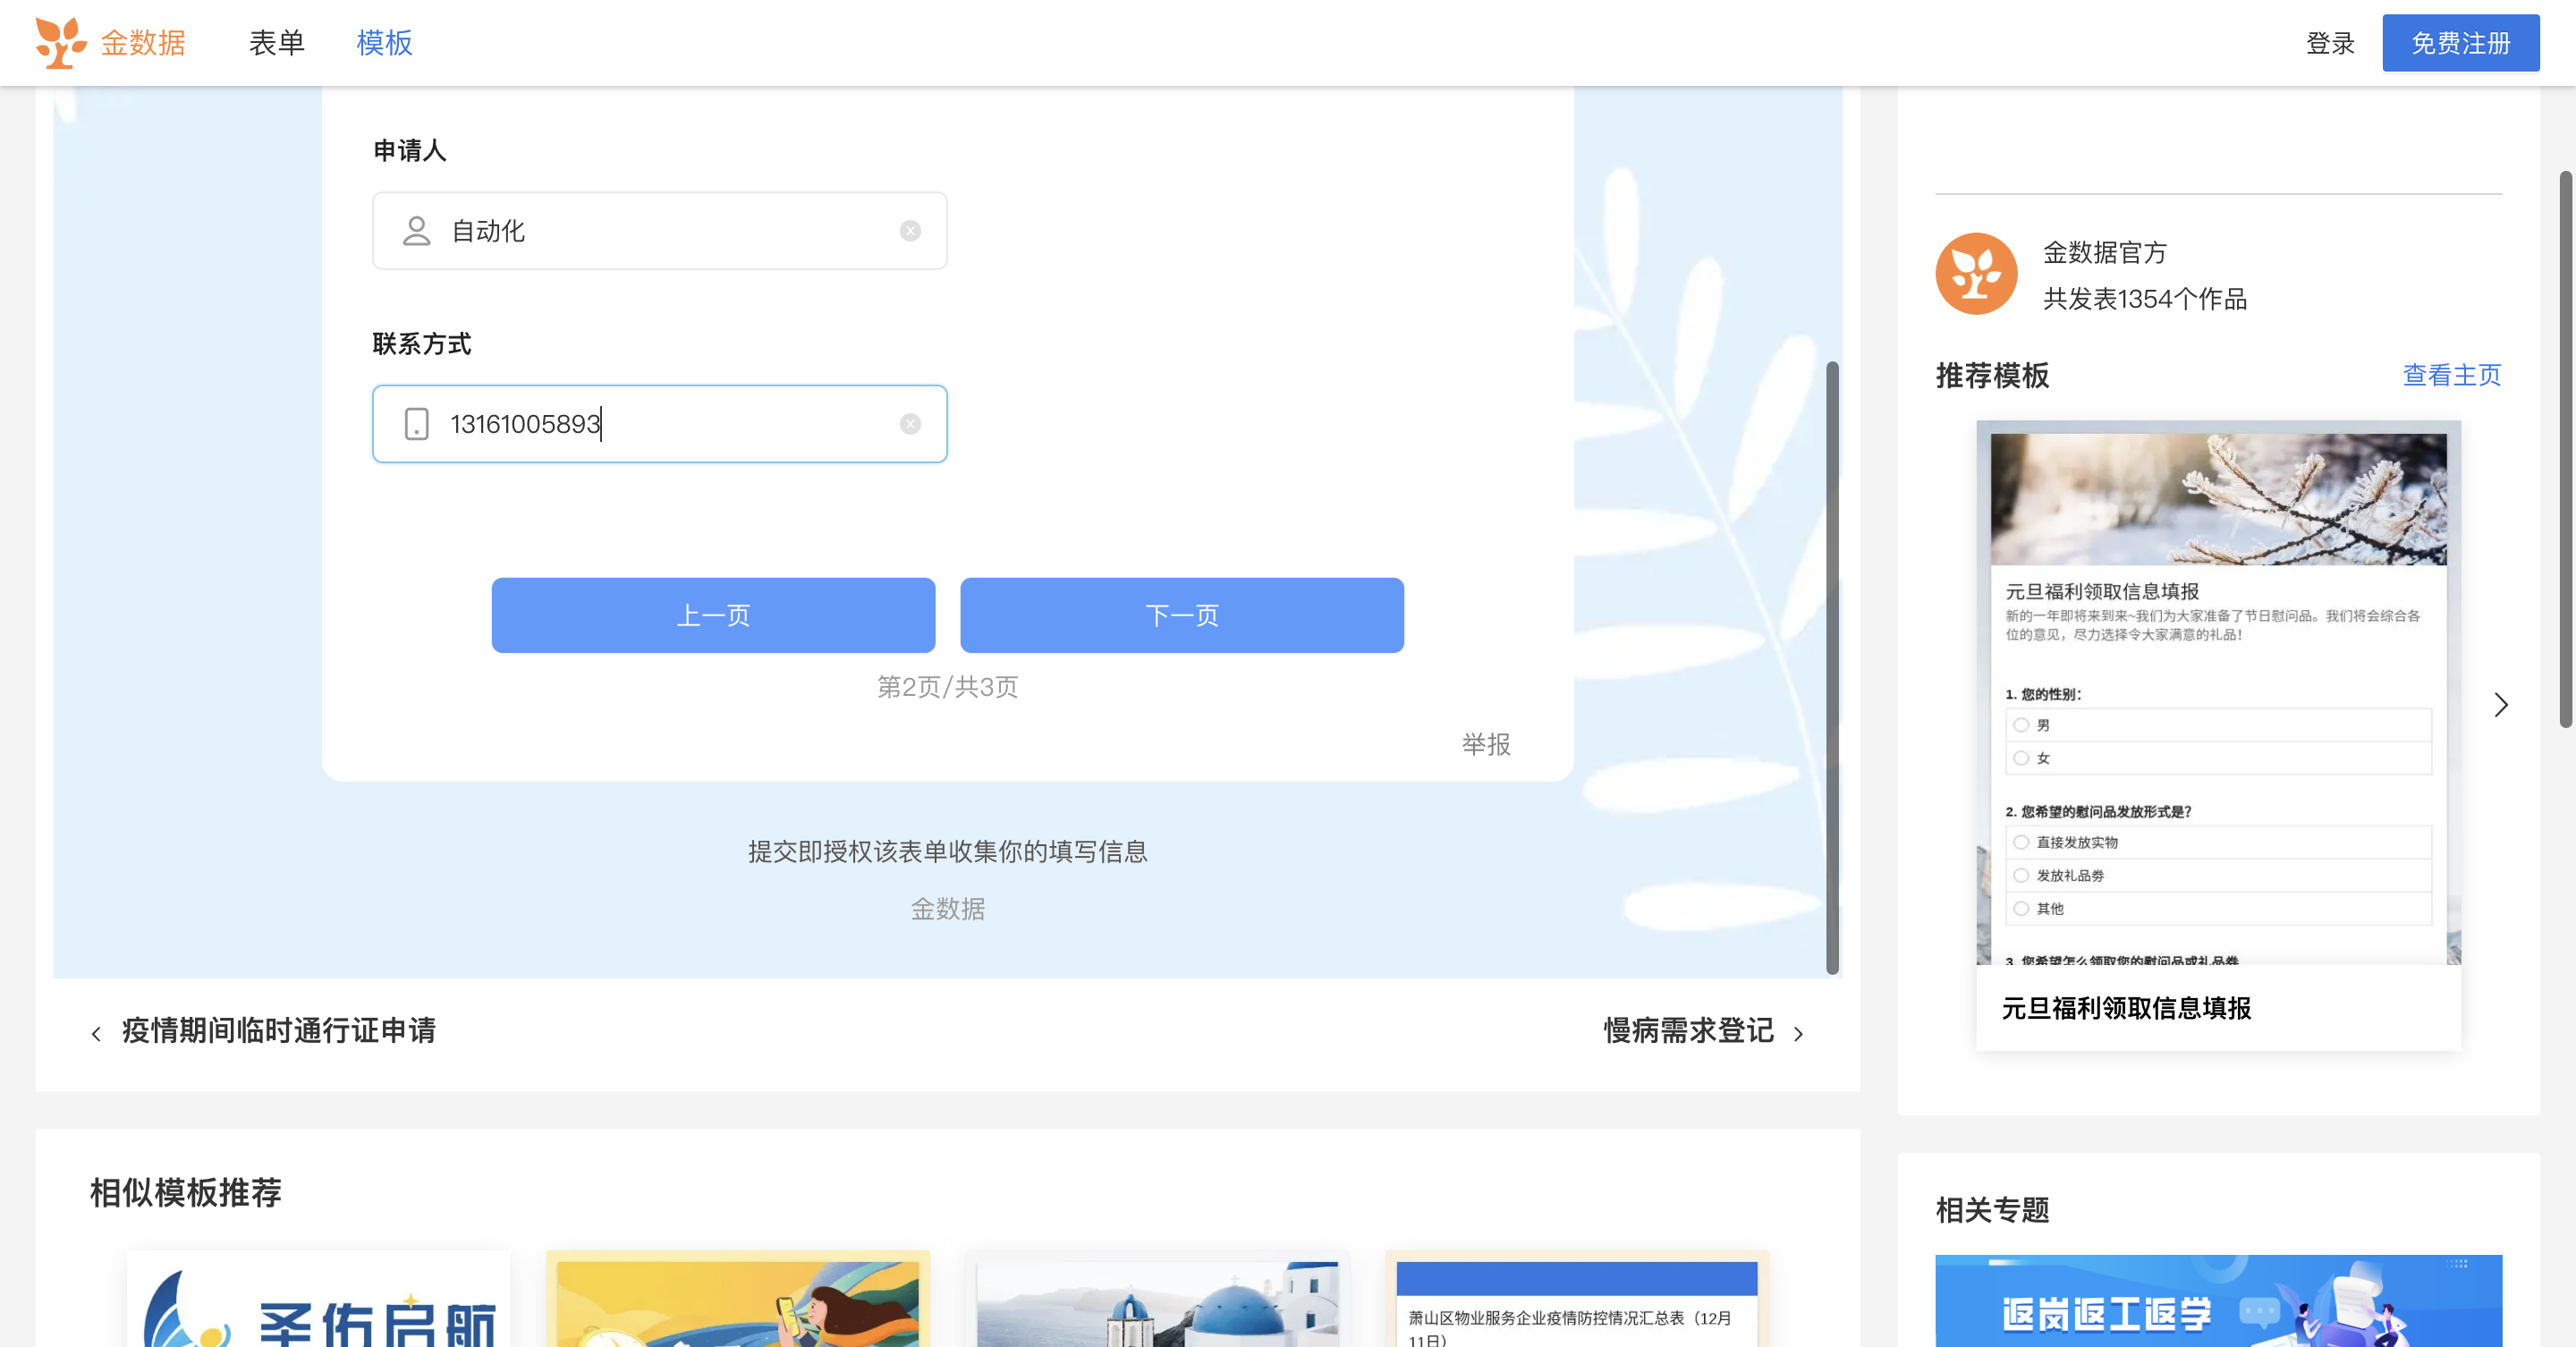 金数据
表单
模板
登录
免费注册
申请人
自动化
联系方式
13161005893
上一页
下一页
第2页/共3页
举报
提交即授权该表单收集你的填写信息
金数据
疫情期间临时通行证申请
慢病需求登记
相似模板推荐
圣佑启航
萧山区物业服务企业疫情防控情况汇总表（12月
11日）
金数据官方
共发表1354个作品
推荐模板
查看主页
元旦福利领取信息填报
新的一年即将来到来~我们为大家准备了节日慰问品。我们将会综合各
位的意见，尽力选择令大家满意的礼品！
1. 您的性别：
男
女
2. 您希望的慰问品发放形式是？
直接发放实物
发放礼品券
其他
3. 您希望怎么领取您的慰问品或礼品券
元旦福利领取信息填报
相关专题
返岗返工返学